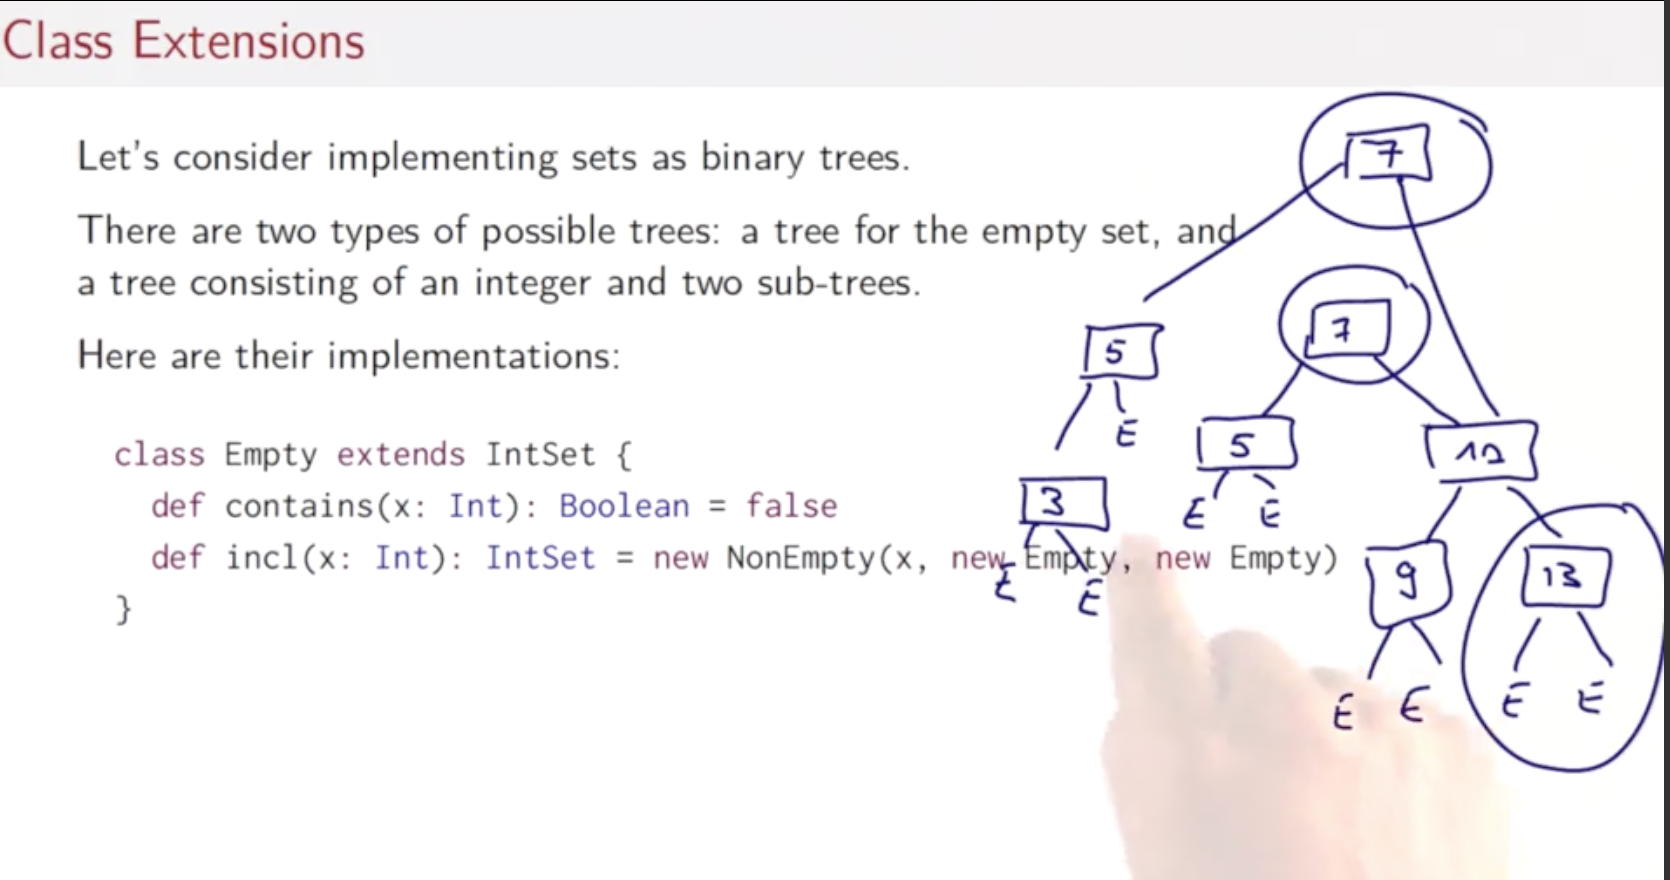 Class Extensions
Let's consider implementing sets as binary trees.
There are two types of possible trees: a tree for the empty set, and
a tree consisting of an integer and two sub-trees.
Here are their implementations:
class Empty extends IntSet {
def contains(x: Int): Boolean = false
def incl(x: Int): IntSet = new NonEmpty(x, new Empty, new Empty)
}
7
7
5
E
5
12
3
E E
E E
9
13
E E
E E